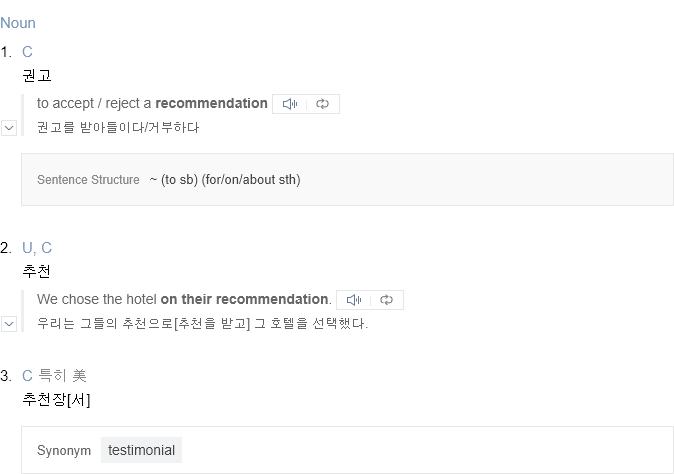 Noun
1. C
권고
to accept / reject a recommendation
권고를 받아들이다/거부하다
Sentence Structure ~ (to sb) (for/on/about sth)
2. U, C
추천
We chose the hotel on their recommendation.
우리는 그들의 추천으로[추천을 받고] 그 호텔을 선택했다.
3. C 특히 美
추천장[서]
Synonym testimonial